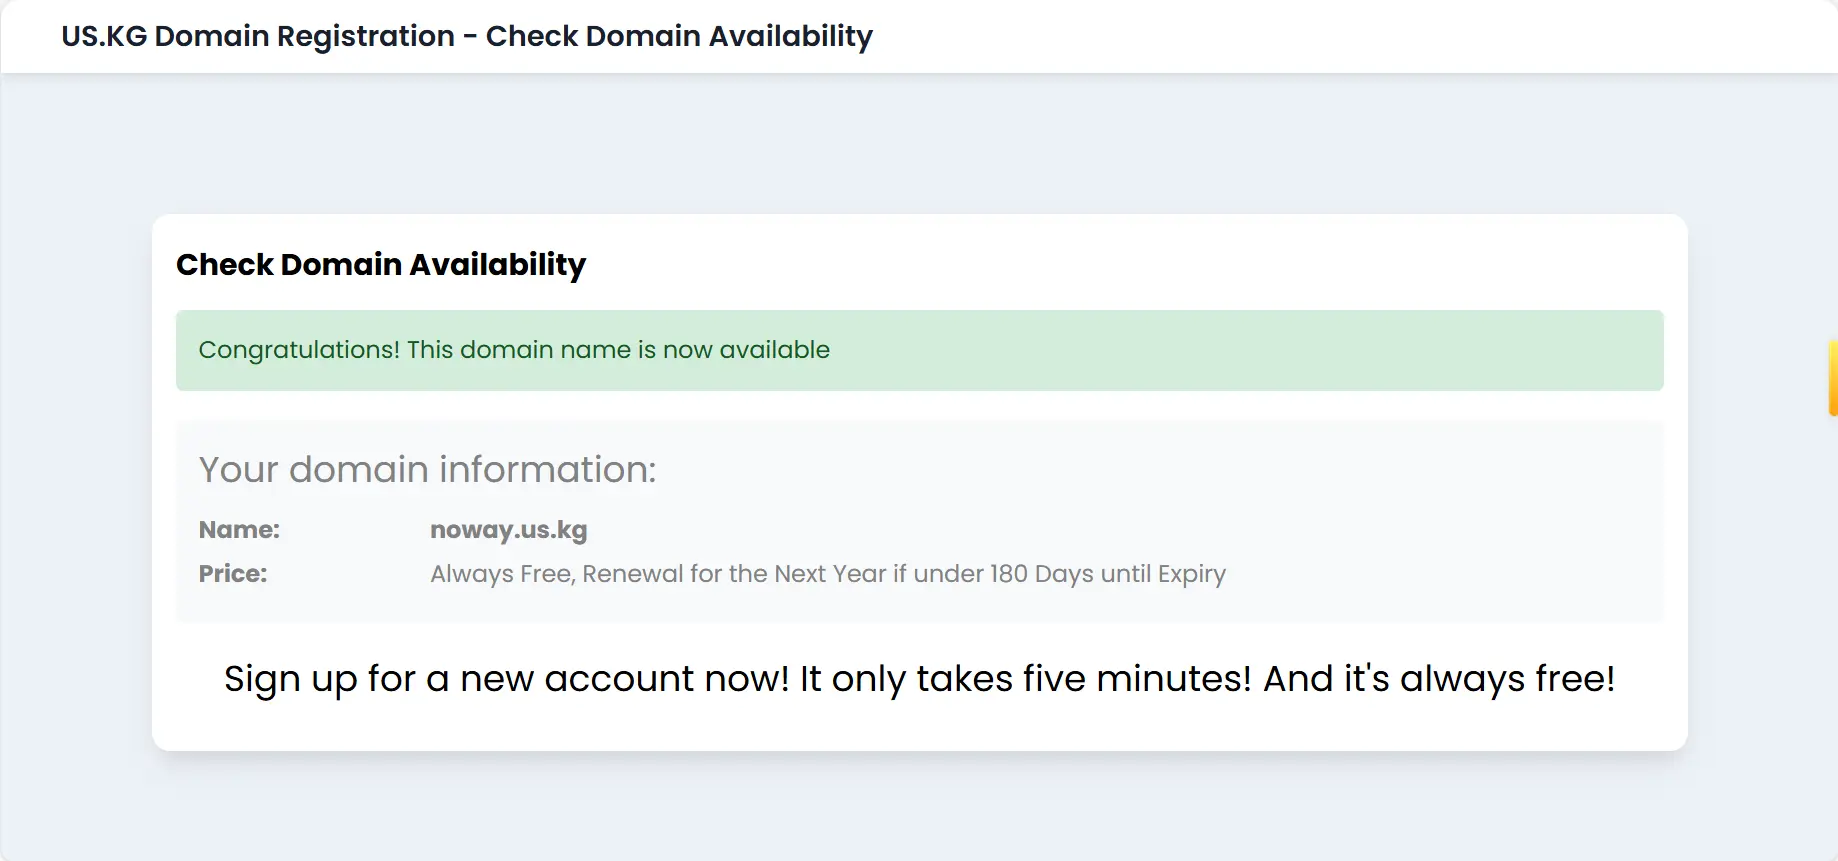 US.KG Domain Registration - Check Domain Availability
Check Domain Availability
Congratulations! This domain name is now available
Your domain information:
Name: noway.us.kg
Price: Always Free, Renewal for the Next Year if under 180 Days until Expiry
Sign up for a new account now! It only takes five minutes! And it's always free!